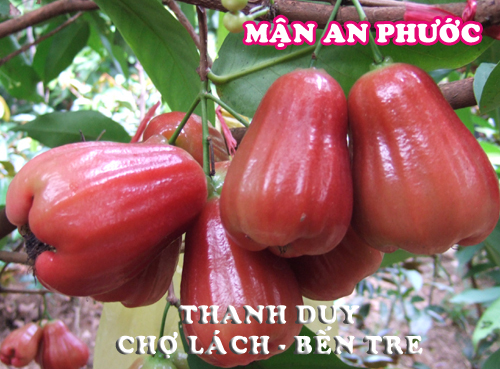 MẬN AN PHƯỚC
THANH DUY
CHỢ LÁCH - BẾN TRE